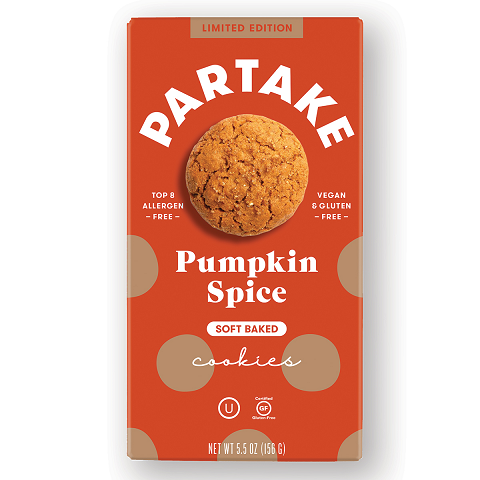 LIMITED EDITION
PARTAKE
TOP 8
ALLERGEN
– FREE –
VEGAN
& GLUTEN
– FREE –
Pumpkin
Spice
SOFT BAKED
cookies
U
Certified
GF
Gluten-Free
NET WT 5.5 OZ (156 G)